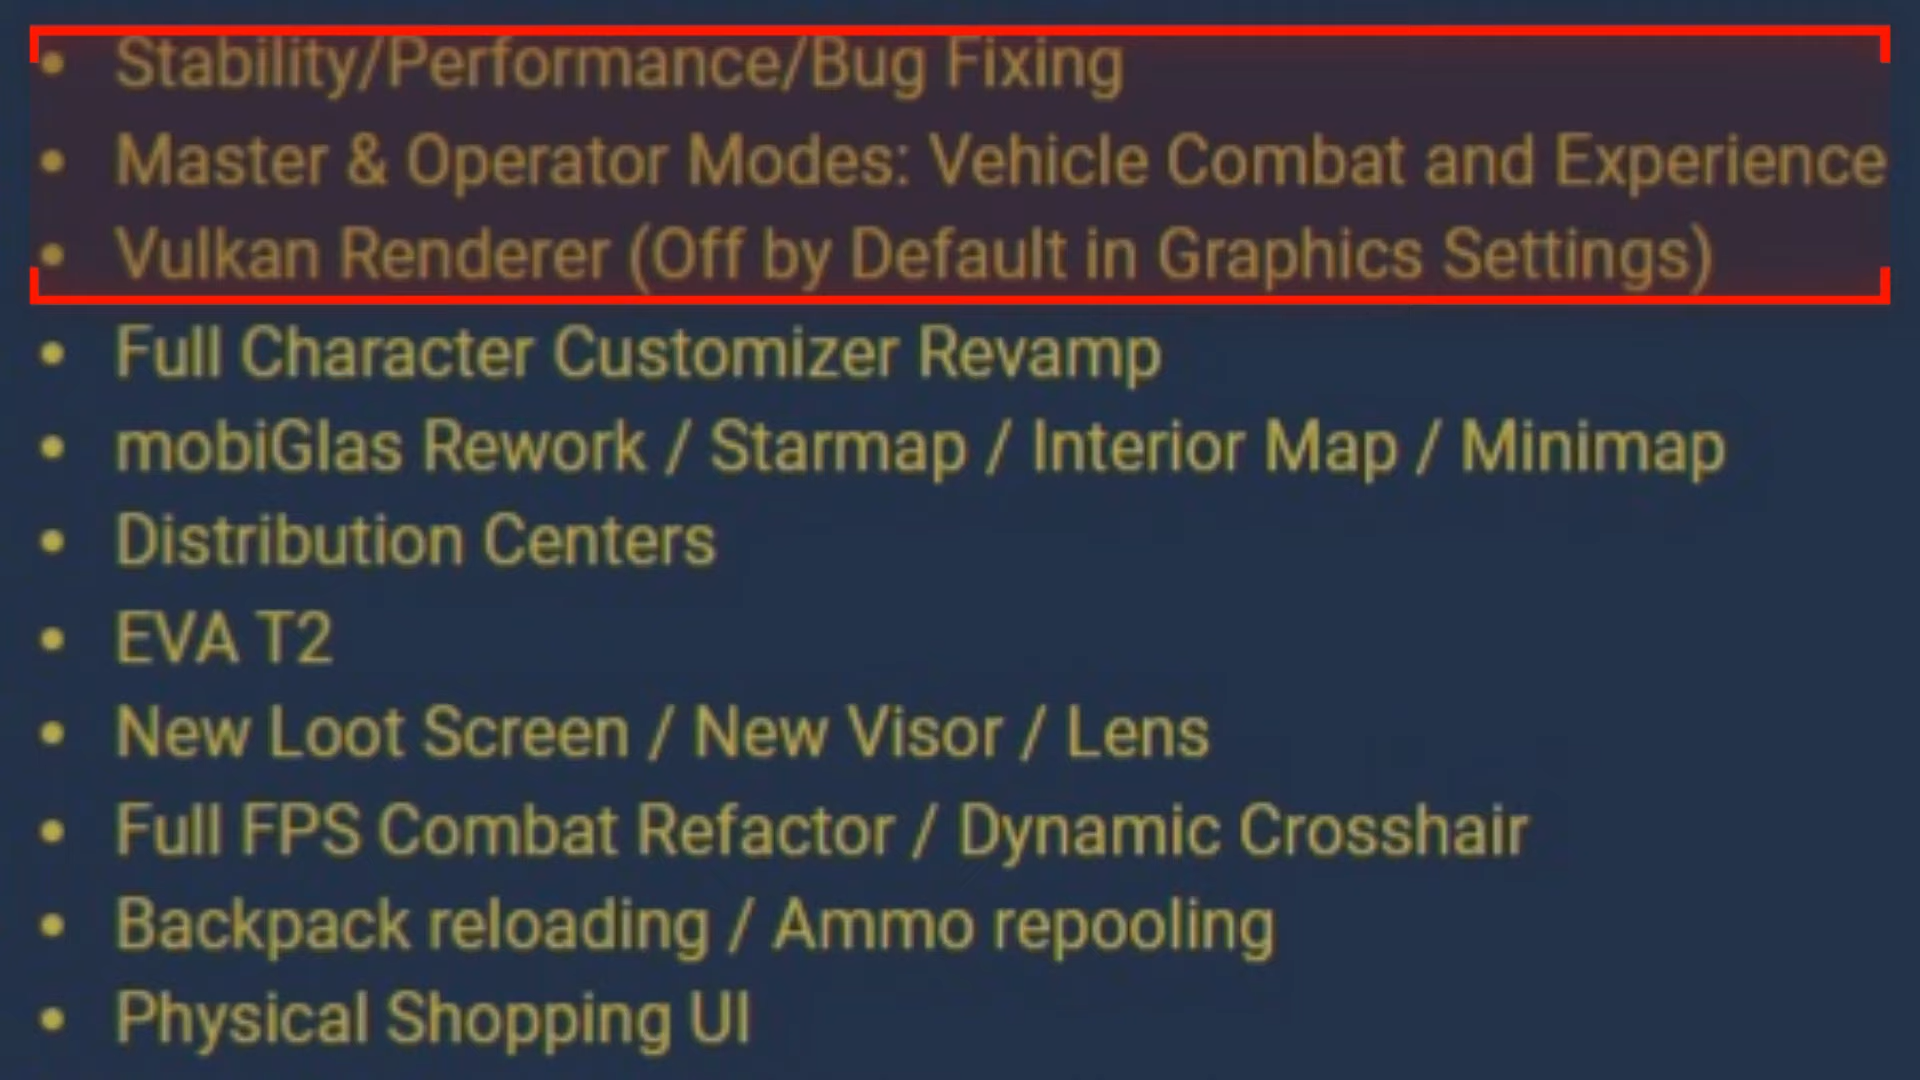 • Stability/Performance/Bug Fixing
• Master & Operator Modes: Vehicle Combat and Experience
• Vulkan Renderer (Off by Default in Graphics Settings)
• Full Character Customizer Revamp
• mobiGlas Rework / Starmap / Interior Map / Minimap
• Distribution Centers
• EVA T2
• New Loot Screen / New Visor / Lens
• Full FPS Combat Refactor / Dynamic Crosshair
• Backpack reloading / Ammo repooling
• Physical Shopping UI